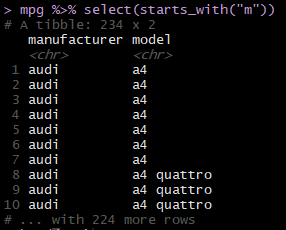 > mpg %>% select(starts_with("m"))
# A tibble: 234 x 2
manufacturer model
<chr> <chr>
1 audi a4
2 audi a4
3 audi a4
4 audi a4
5 audi a4
6 audi a4
7 audi a4
8 audi a4 quattro
9 audi a4 quattro
10 audi a4 quattro
# ... with 224 more rows